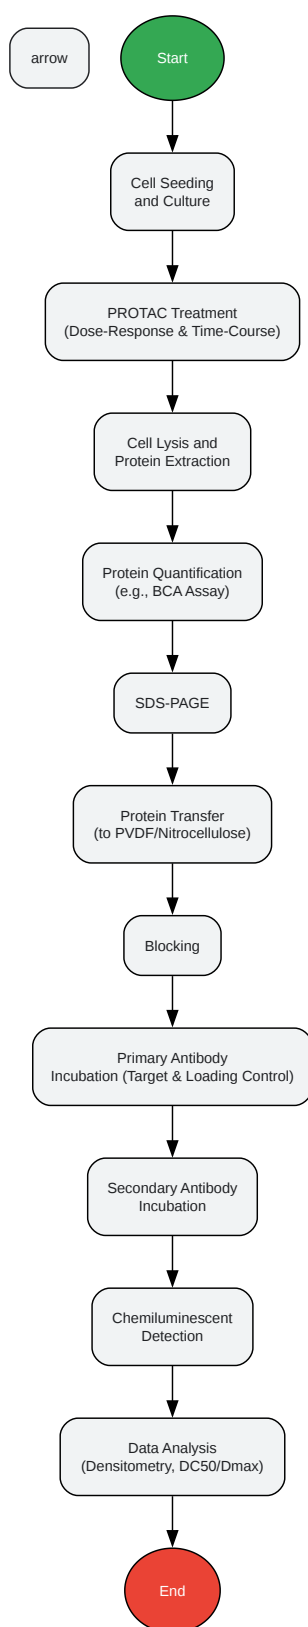 arrow
Start
Cell Seeding
and Culture
PROTAC Treatment
(Dose-Response & Time-Course)
Cell Lysis and
Protein Extraction
Protein Quantification
(e.g., BCA Assay)
SDS-PAGE
Protein Transfer
(to PVDF/Nitrocellulose)
Blocking
Primary Antibody
Incubation (Target & Loading Control)
Secondary Antibody
Incubation
Chemiluminescent
Detection
Data Analysis
(Densitometry, DC50/Dmax)
End